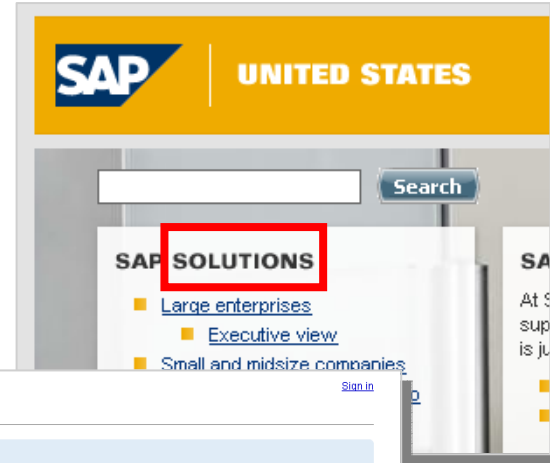 SAP UNITED STATES
Search
SAP SOLUTIONS SA
Large enterprises At S
Executive view sup
Small and midsize companies is ju
Sign in